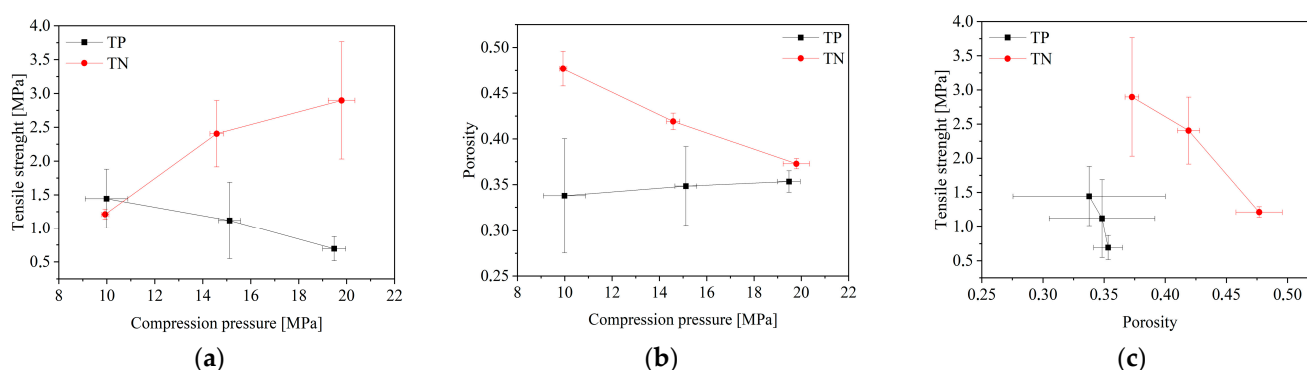 4.0
3.5
3.0
2.5
2.0
1.5
1.0
0.5
Tensile strenght [MPa]
TP
TN
8 10 12 14 16 18 20 22
Compression pressure [MPa]
(a)
0.50
0.45
0.40
0.35
0.30
0.25
Porosity
TP
TN
8 10 12 14 16 18 20 22
Compression pressure [MPa]
(b)
4.0
3.5
3.0
2.5
2.0
1.5
1.0
0.5
Tensile strenght [MPa]
TP
TN
0.25 0.30 0.35 0.40 0.45 0.50
Porosity
(c)